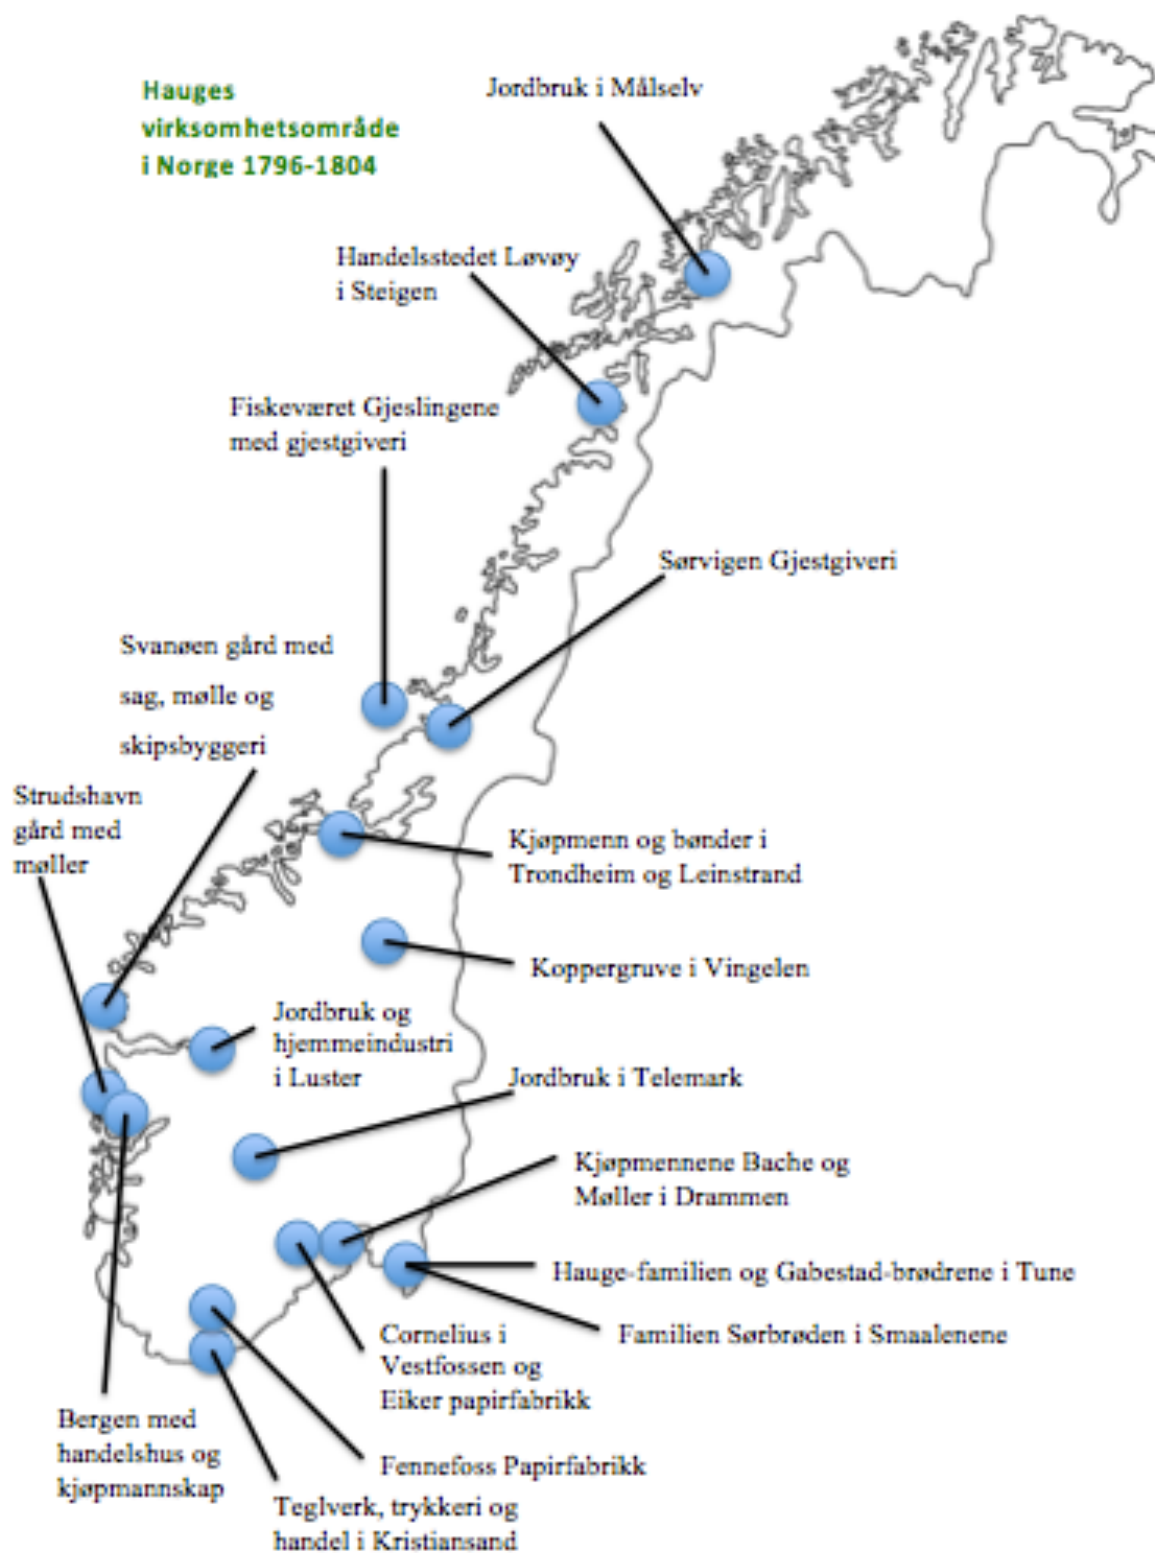 Hauges
virksomhetsområde
i Norge 1796-1804
Jordbruk i Målselv
Handelsstedet Løvøy
i Steigen
Fiskeværet Gjeslingene
med gjestgiveri
Sørvigen Gjestgiveri
Svanøen gård med
sag, mølle og
skipsbyggeri
Strudshavn
gård med
møller
Kjøpmenn og bønder i
Trondheim og Leinstrand
Koppergruve i Vingelen
Jordbruk og
hjemmeindustri
i Luster
Jordbruk i Telemark
Kjøpmennene Bache og
Møller i Drammen
Hauge-familien og Gabestad-brødrene i Tune
Familien Sørbrøden i Smaalenene
Cornelius i
Vestfossen og
Eiker papirfabrikk
Bergen med
handelshus og
kjøpmannskap
Fennefoss Papirfabrikk
Teglverk, trykkeri og
handel i Kristiansand